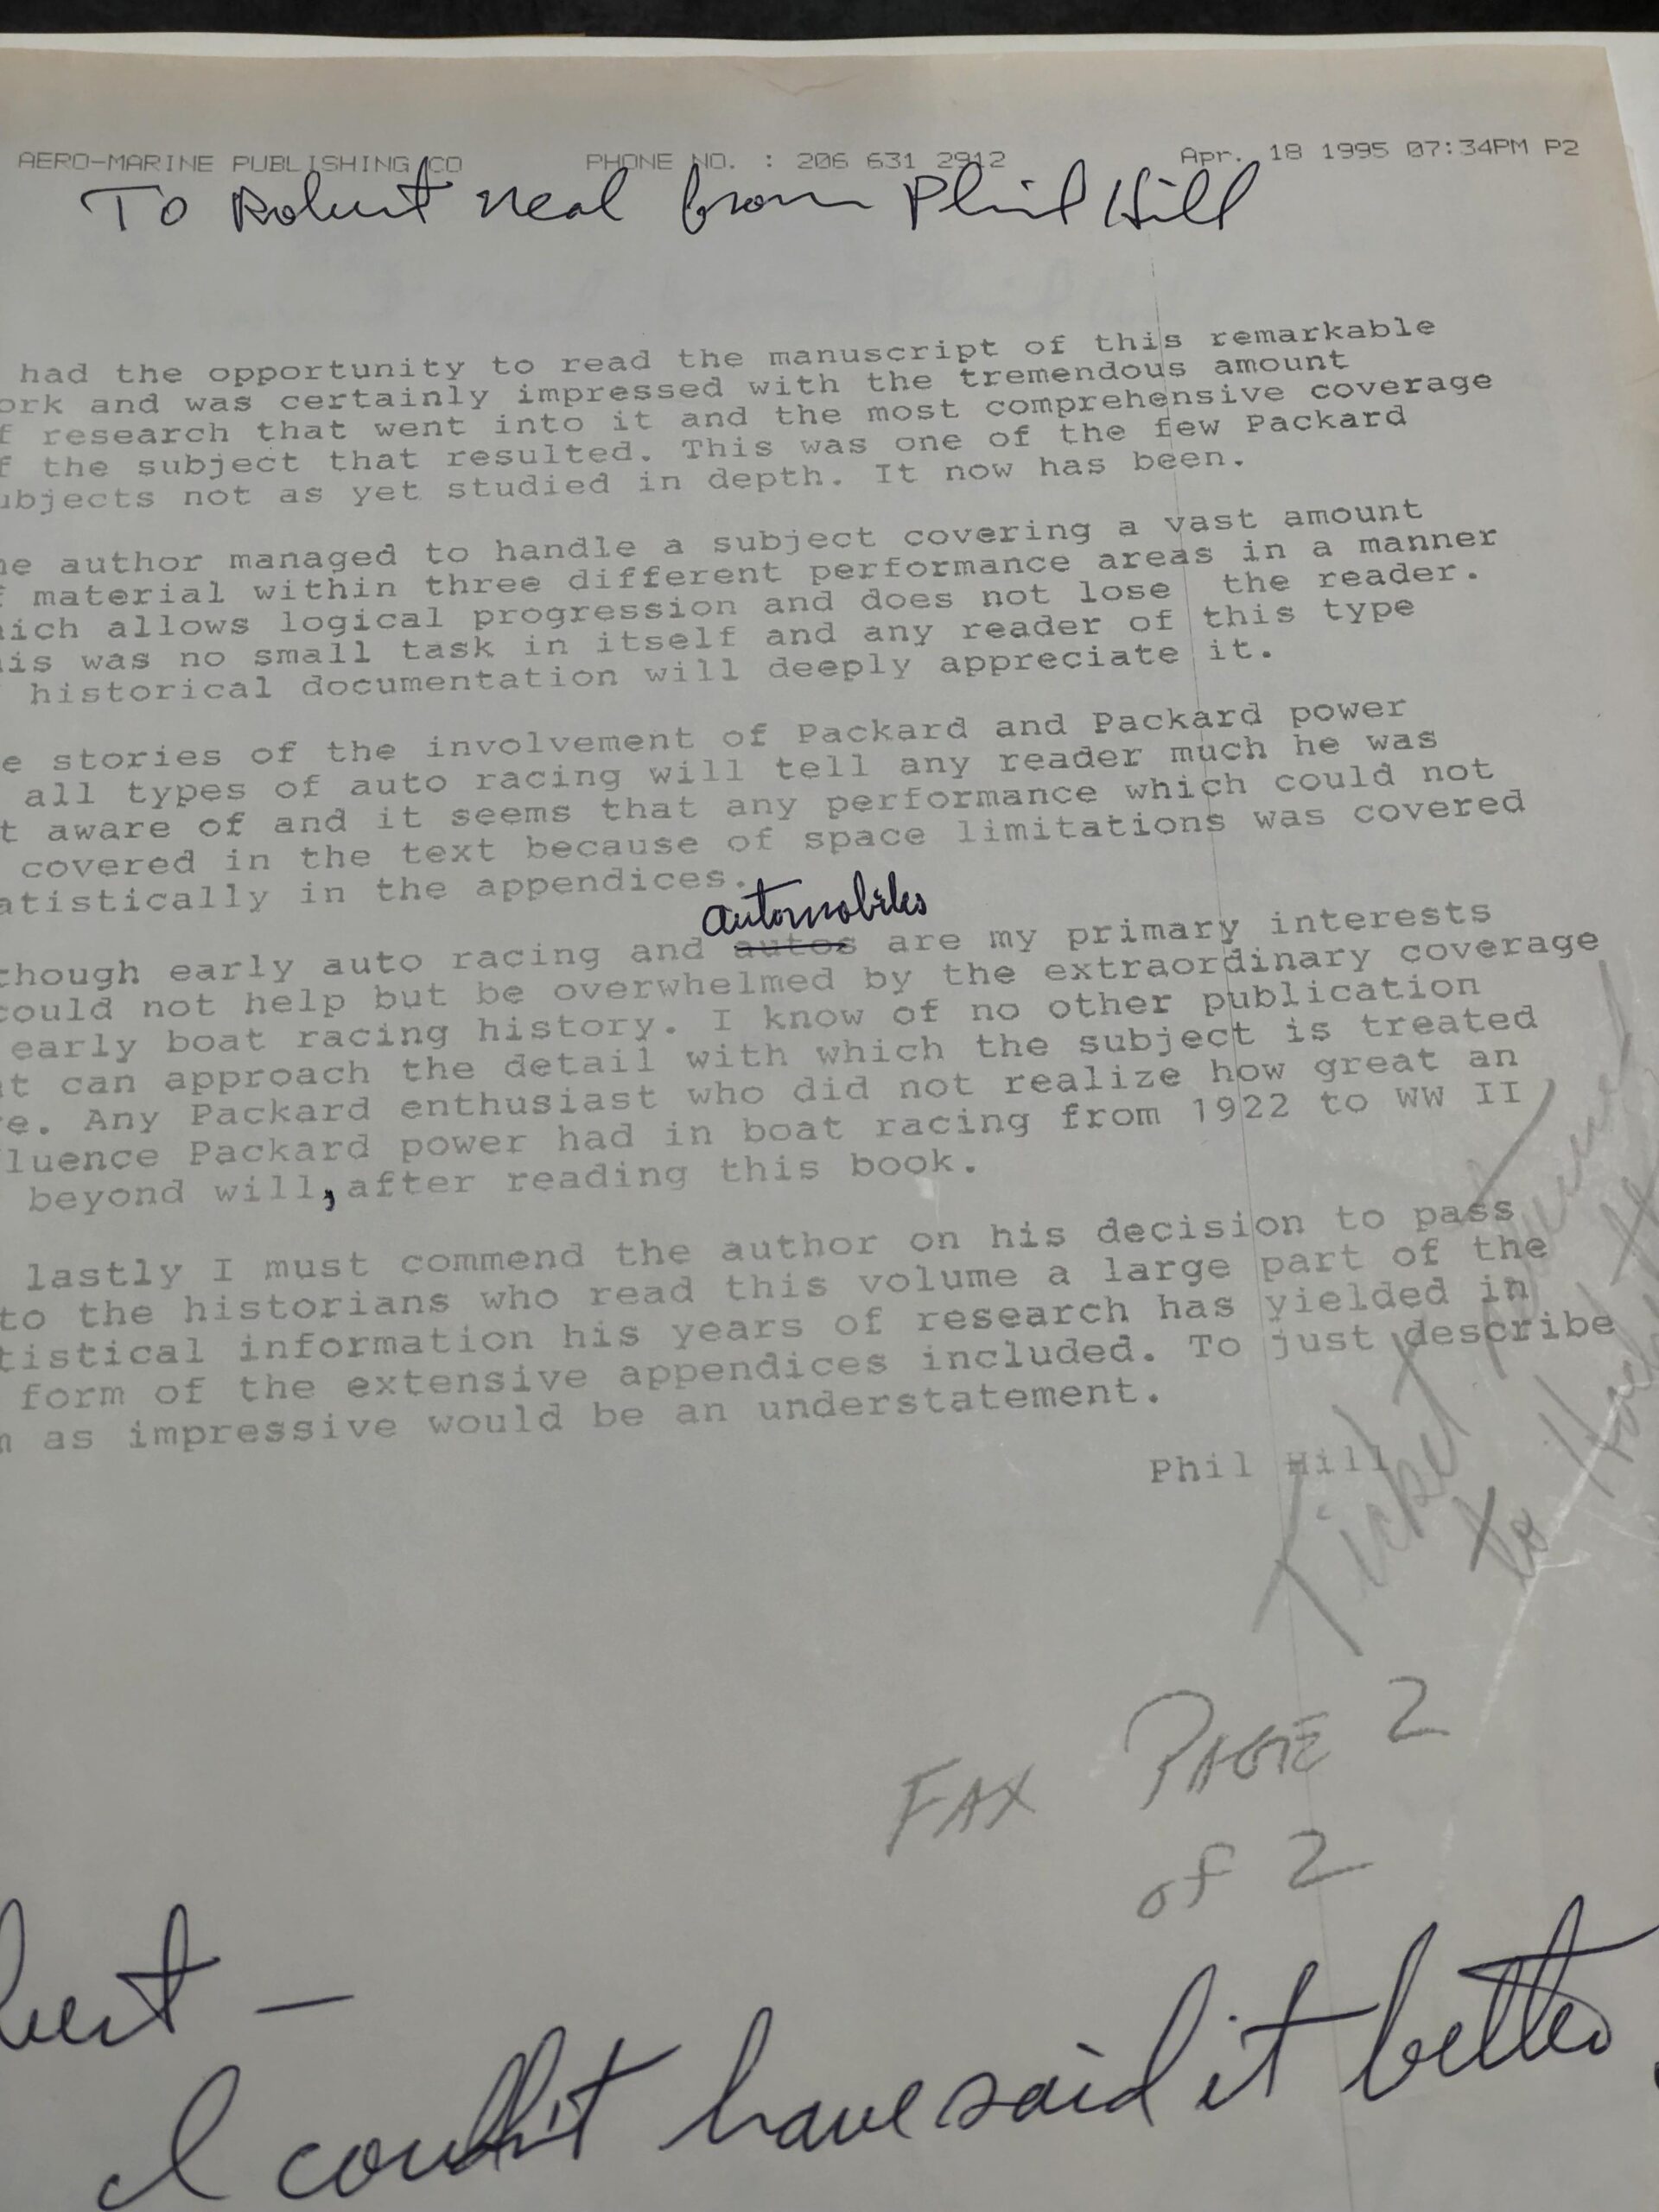 AERO-MARINE PUBLISHING CO PHONE NO. : 206 631 2912 Apr. 18 1995 07:34PM P2
To Robert Neal from Phil Hill
had the opportunity to read the manuscript of this remarkable
ork and was certainly impressed with the tremendous amount
f research that went into it and the most comprehensive coverage
f the subject that resulted. This was one of the few Packard
ubjects not as yet studied in depth. It now has been.
he author managed to handle a subject covering a vast amount
f material within three different performance areas in a manner
hich allows logical progression and does not lose the reader.
his was no small task in itself and any reader of this type
historical documentation will deeply appreciate it.
e stories of the involvement of Packard and Packard power
all types of auto racing will tell any reader much he was
t aware of and it seems that any performance which could not
covered in the text because of space limitations was covered
atistically in the appendices.
automobiles
though early auto racing and autos are my primary interests
could not help but be overwhelmed by the extraordinary coverage
early boat racing history. I know of no other publication
at can approach the detail with which the subject is treated
re. Any Packard enthusiast who did not realize how great an
fluence Packard power had in boat racing from 1922 to WW II
beyond will, after reading this book.
lastly I must commend the author on his decision to pass
to the historians who read this volume a large part of the
tistical information his years of research has yielded in
form of the extensive appendices included. To just describe
m as impressive would be an understatement.
Phil Hill
Ticket
to
FAX PAGE 2
of 2
bert —
I couldn't have said it better